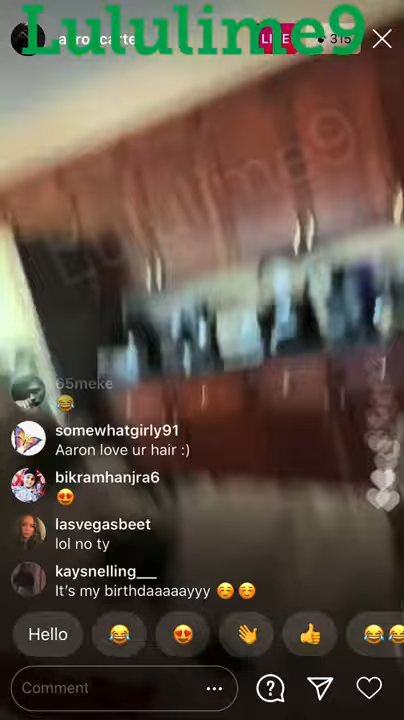 Lululime9
LIVE
315
Lululime9
65meke
😂
somewhatgirly91
Aaron love ur hair :)
bikramhanjra6
😍
lasvegasbeet
lol no ty
kaysnelling___
It's my birthdaaaaayyy ☺️☺️
Hello 😂 😍 👋 👍 😂😂
Comment